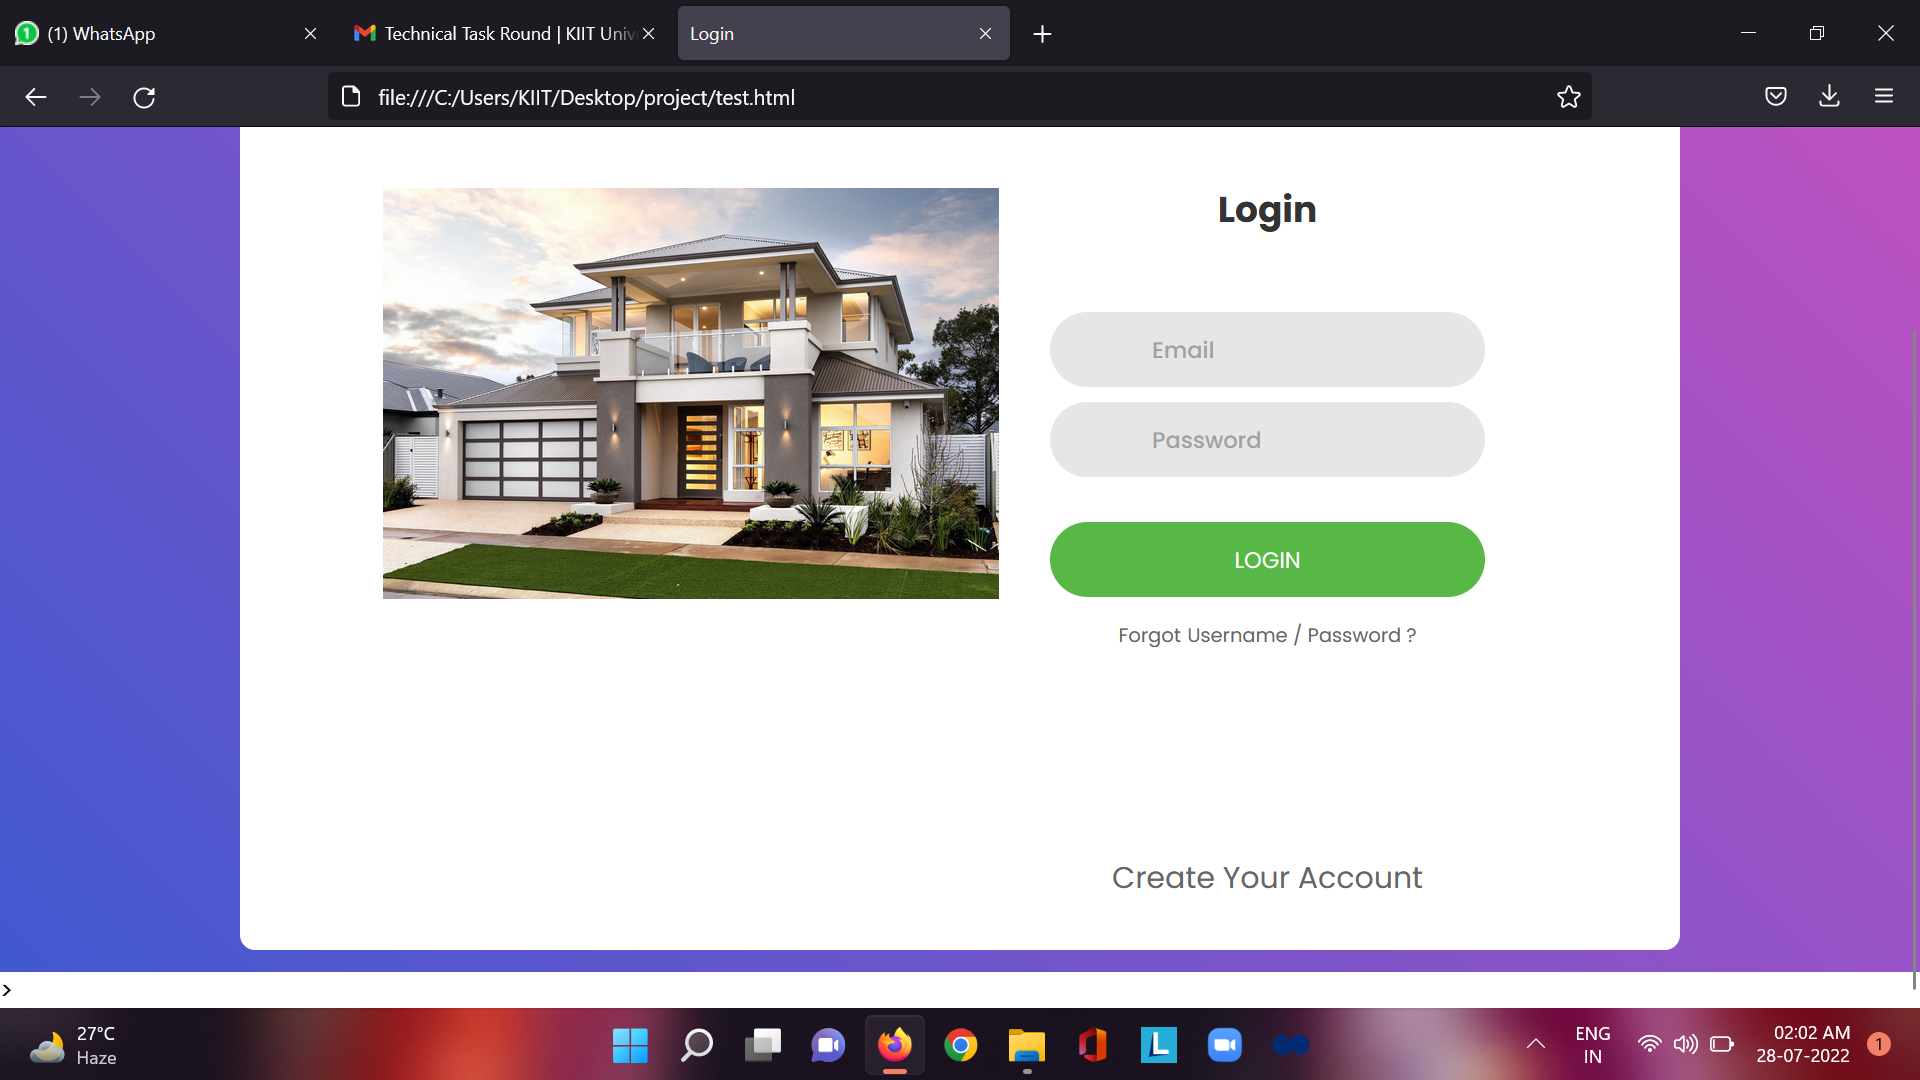 (1) WhatsApp
Technical Task Round | KIIT Univ
Login
file:///C:/Users/KIIT/Desktop/project/test.html
Login
Email
Password
LOGIN
Forgot Username / Password ?
Create Your Account
>
27°C
Haze
L
ENG
IN
02:02 AM
28-07-2022
1